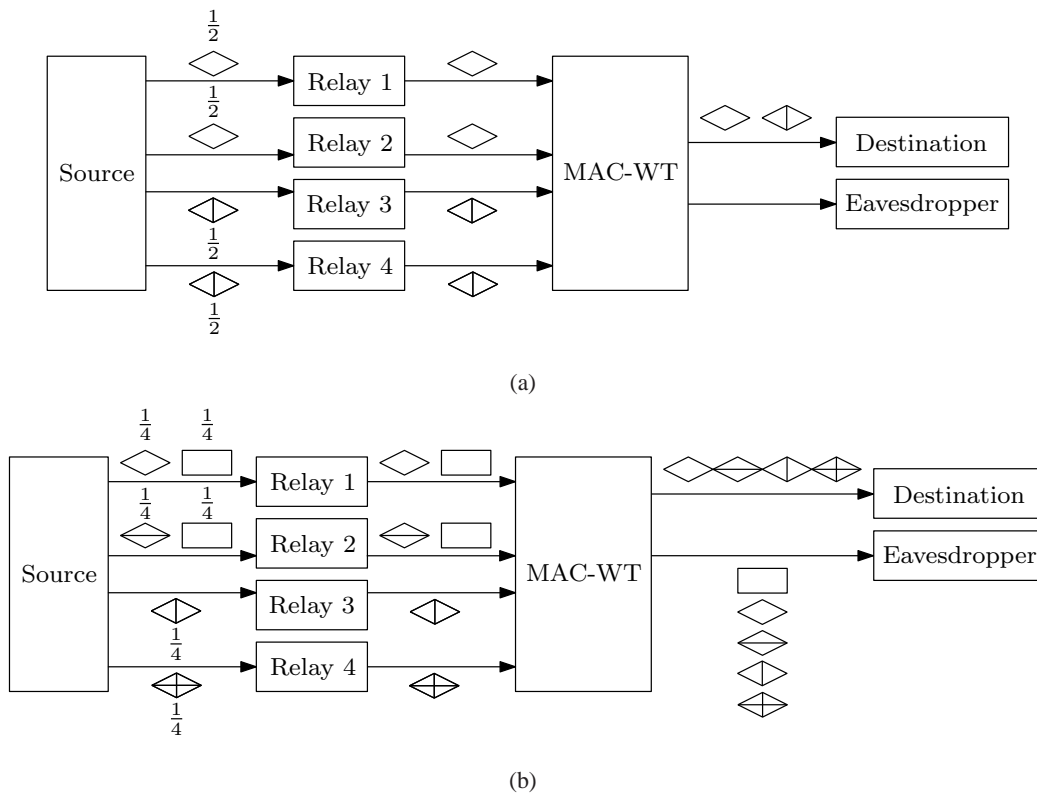 1/2
Relay 1
1/2
Relay 2
Source
MAC-WT
Destination
Relay 3
Eavesdropper
1/2
Relay 4
1/2
(a)
1/4 1/4
Relay 1
1/4 1/4
Destination
Relay 2
Eavesdropper
Source
MAC-WT
Relay 3
1/4
Relay 4
1/4
(b)